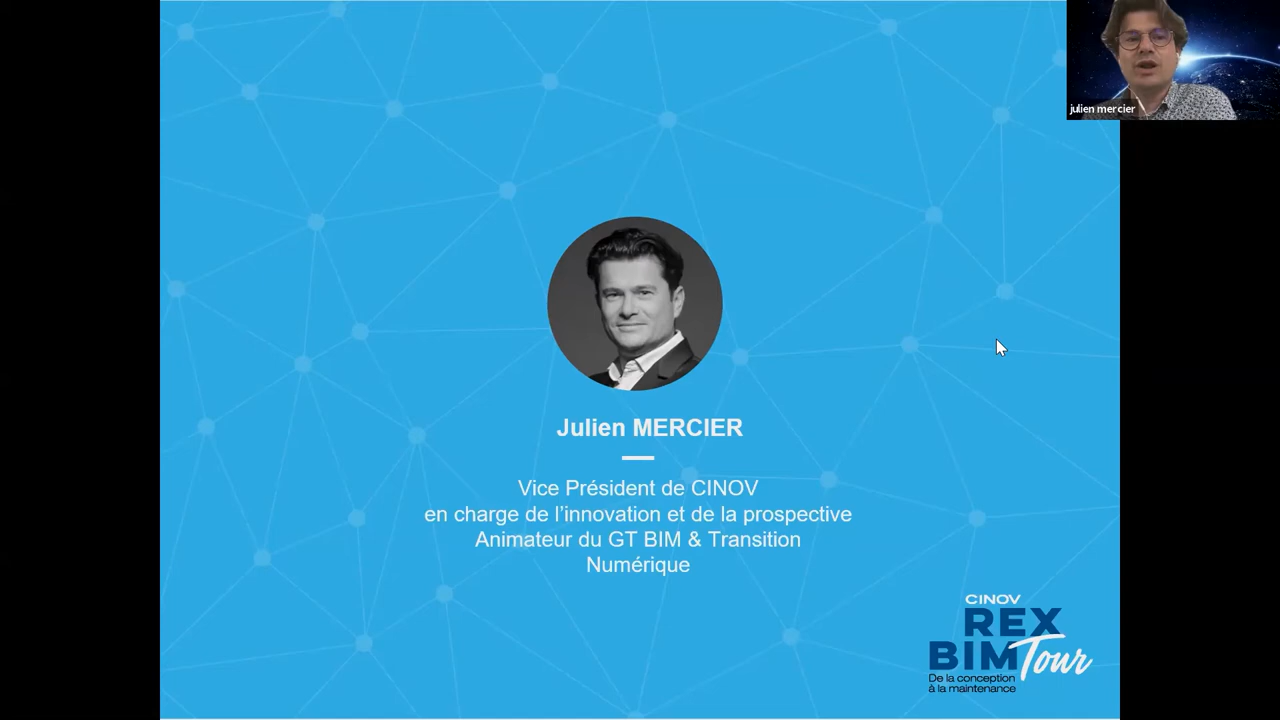 julien mercier
Julien MERCIER
Vice Président de CINOV
en charge de l'innovation et de la prospective
Animateur du GT BIM & Transition
Numérique
CINOV
REX
BIM Tour
De la conception
à la maintenance